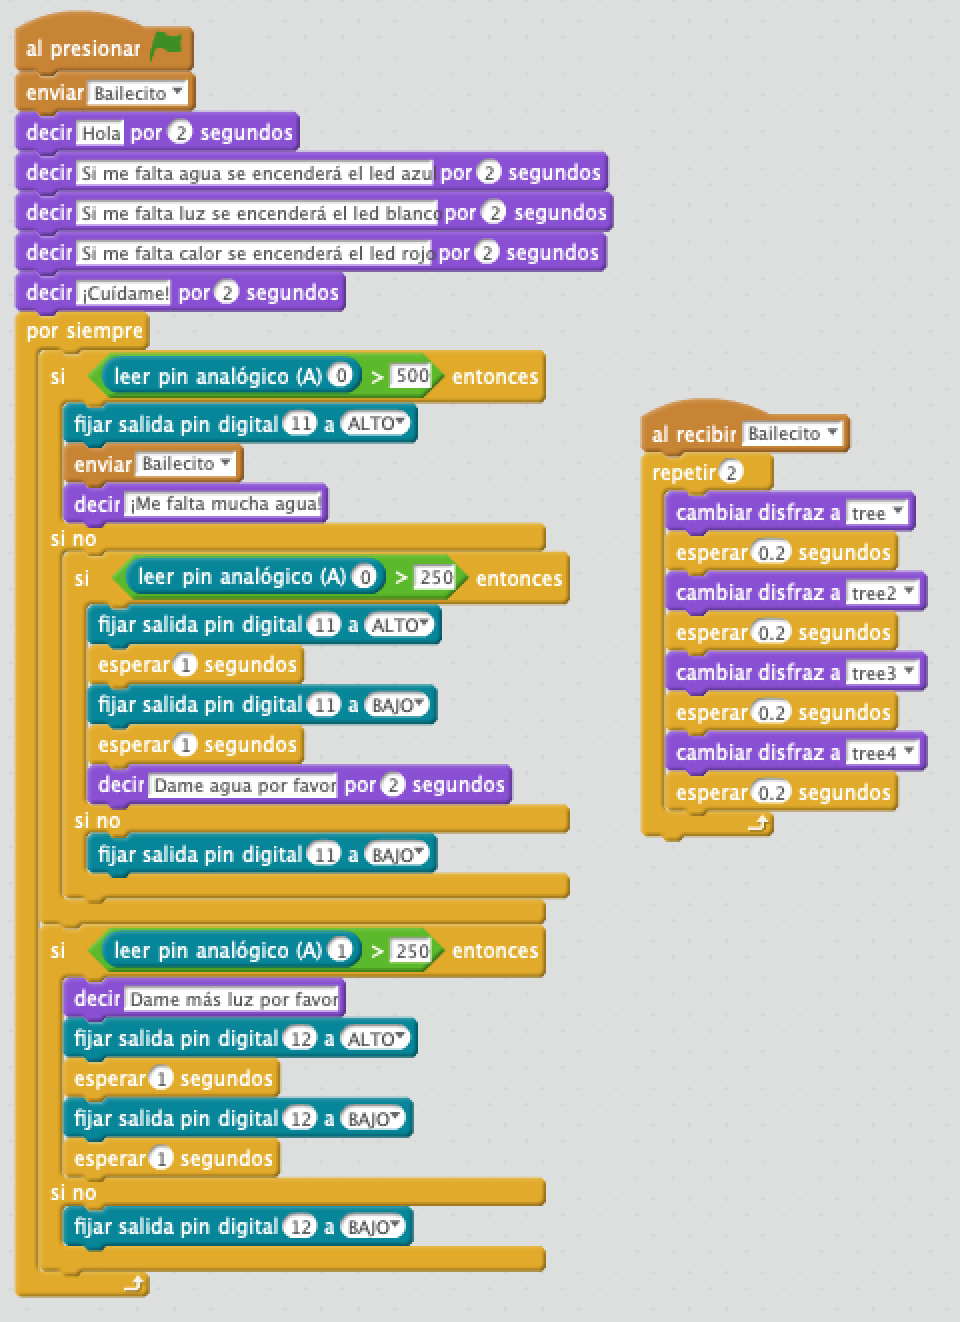 al presionar
enviar Bailecito
decir Hola por 2 segundos
decir Si me falta agua se encenderá el led azu por 2 segundos
decir Si me falta luz se encenderá el led blanco por 2 segundos
decir Si me falta calor se encenderá el led rojo por 2 segundos
decir ¡Cuídame! por 2 segundos
por siempre
si leer pin analógico (A) 0 > 500 entonces
fijar salida pin digital 11 a ALTO
enviar Bailecito
decir ¡Me falta mucha agua!
si no
si leer pin analógico (A) 0 > 250 entonces
fijar salida pin digital 11 a ALTO
esperar 1 segundos
fijar salida pin digital 11 a BAJO
esperar 1 segundos
decir Dame agua por favor por 2 segundos
si no
fijar salida pin digital 11 a BAJO
si leer pin analógico (A) 1 > 250 entonces
decir Dame más luz por favor
fijar salida pin digital 12 a ALTO
esperar 1 segundos
fijar salida pin digital 12 a BAJO
esperar 1 segundos
si no
fijar salida pin digital 12 a BAJO
al recibir Bailecito
repetir 2
cambiar disfraz a tree
esperar 0.2 segundos
cambiar disfraz a tree2
esperar 0.2 segundos
cambiar disfraz a tree3
esperar 0.2 segundos
cambiar disfraz a tree4
esperar 0.2 segundos